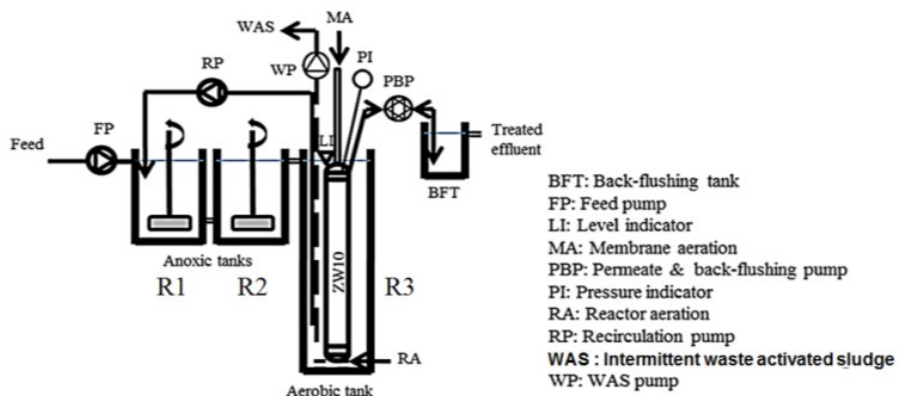 WAS
MA
PI
RP
WP
PBP
FP
LI
Feed
Treated
effluent
BFT
ZW10
Anoxic tanks
R1
R2
R3
RA
Aerobic tank
BFT: Back-flushing tank
FP: Feed pump
LI: Level indicator
MA: Membrane aeration
PBP: Permeate & back-flushing pump
PI: Pressure indicator
RA: Reactor aeration
RP: Recirculation pump
WAS : Intermittent waste activated sludge
WP: WAS pump